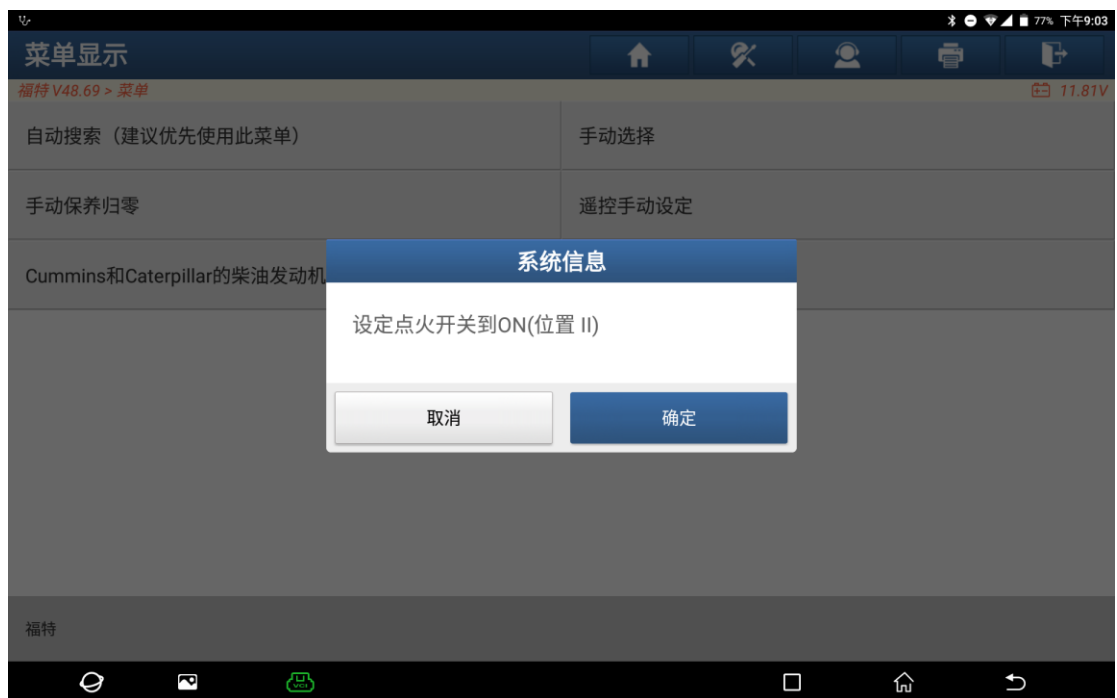 77% 下午9:03
菜单显示
福特 V48.69 > 菜单
11.81V
自动搜索（建议优先使用此菜单）
手动选择
手动保养归零
遥控手动设定
Cummins和Caterpillar的柴油发动机
系统信息
设定点火开关到ON(位置 II)
取消
确定
福特
VCI